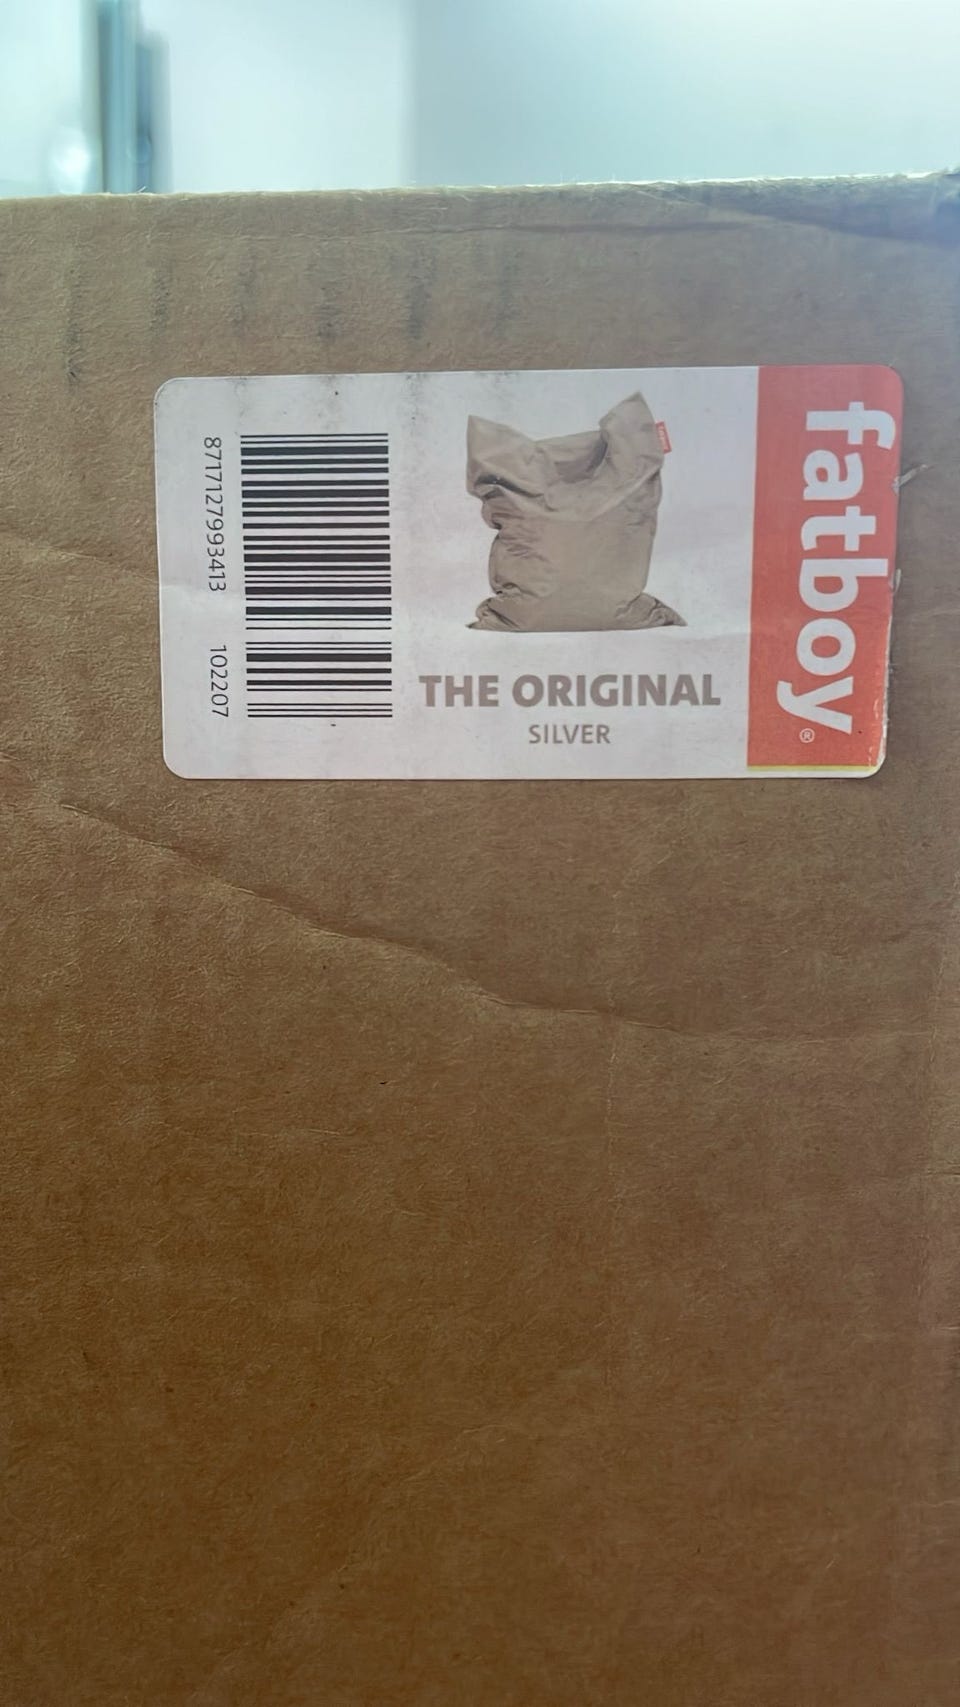 fatboy®
THE ORIGINAL
SILVER
8717127993413 102207